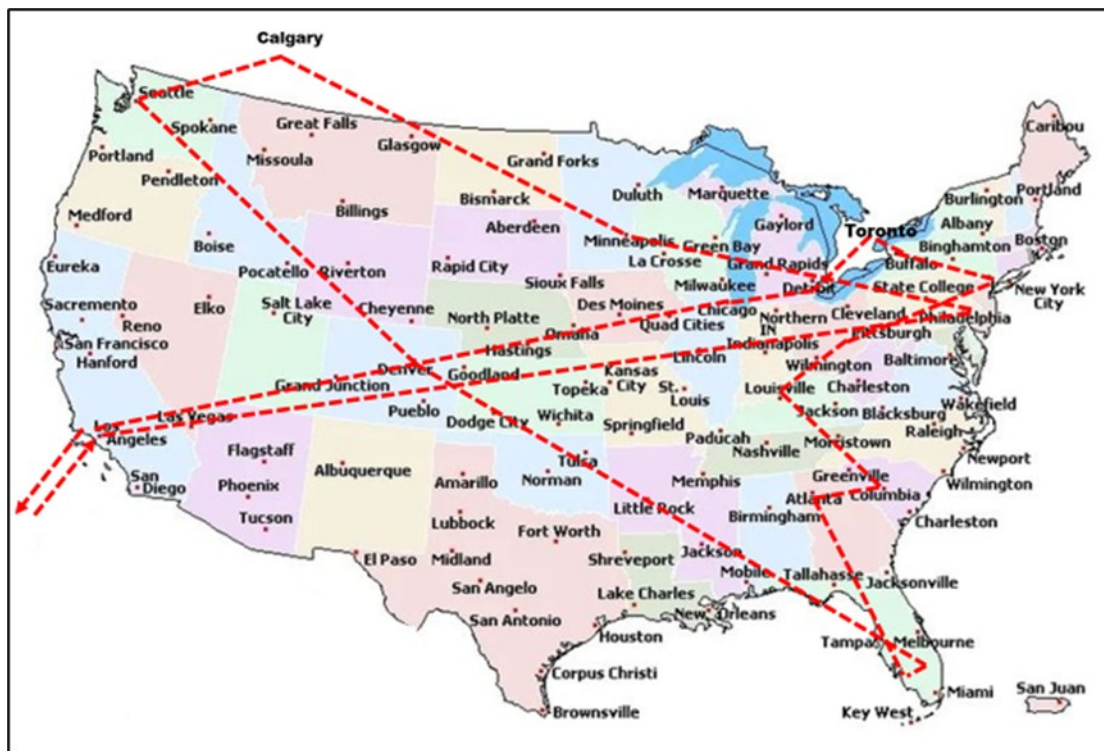 Calgary
Seattle
Spokane
Great Falls
Glasgow
Caribou
Portland
Missoula
Grand Forks
Pendleton
Bismarck
Duluth
Marquette
Burlington
Portland
Medford
Billings
Aberdeen
Gaylord
Albany
Boise
Minneapolis
Green Bay
Toronto
Binghamton
Boston
Eureka
Pocatello
Riverton
Rapid City
La Crosse
Grand Rapids
Buffalo
Sioux Falls
Milwaukee
Detroit
State College
New York
City
Sacramento
Elko
Salt Lake
City
Cheyenne
Des Moines
Chicago
Northern
IN
Cleveland
Philadelphia
Reno
North Platte
Omaha
Quad Cities
Pittsburgh
San Francisco
Hanford
Hastings
Lincoln
Indianapolis
Wilmington
Baltimore
Denver
Goodland
Grand Junction
Topeka
Kansas
City
St.
Louis
Louisville
Charleston
Las Vegas
Pueblo
Dodge City
Wichita
Jackson
Blacksburg
Wakefield
Los
Angeles
Springfield
Paducah
Morristown
Raleigh
Flagstaff
Albuquerque
Tulsa
Nashville
Newport
San
Diego
Phoenix
Amarillo
Norman
Memphis
Greenville
Columbia
Wilmington
Tucson
Lubbock
Little Rock
Birmingham
Atlanta
Charleston
Fort Worth
El Paso
Midland
Shreveport
Jackson
Mobile
Tallahasse
Jacksonville
San Angelo
Lake Charles
New Orleans
San Antonio
Houston
Tampa
Melbourne
Corpus Christi
Miami
San Juan
Brownsville
Key West